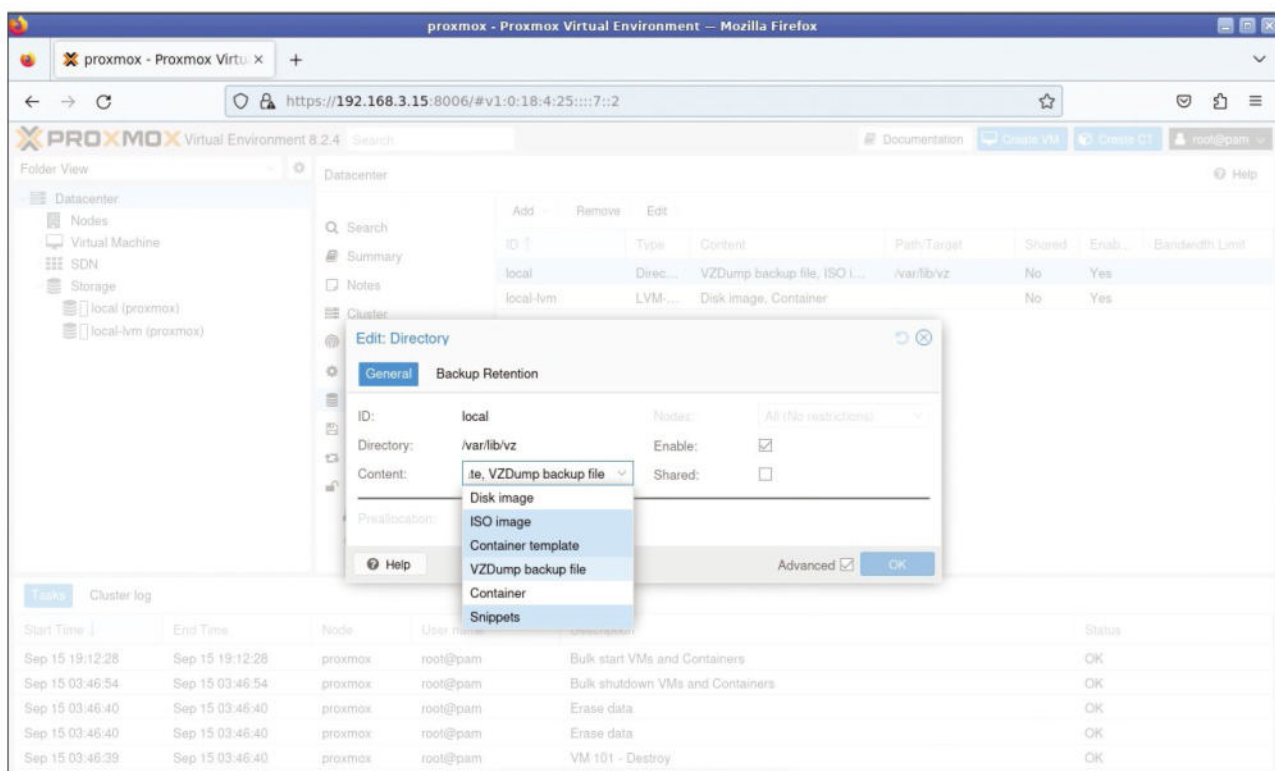 proxmox - Proxmox Virtual Environment — Mozilla Firefox
proxmox - Proxmox Virtu
https://192.168.3.15:8006/#v1:0:18:4:25::::7::2
PROXMOX Virtual Environment 8.2.4 Search Documentation Create VM Create CT root@pam
Folder View Datacenter Help
Datacenter
Nodes
Virtual Machine
SDN
Storage
local (proxmox)
local-lvm (proxmox)
Search
Summary
Notes
Cluster
Add Remove Edit
ID Type Content Path/Target Shared Enab... Bandwidth Limit
local Direc... VZDump backup file, ISO i... /var/lib/vz No Yes
local-lvm LVM-... Disk image, Container No Yes
Edit: Directory
General Backup Retention
ID: local Nodes: All (No restrictions)
Directory: /var/lib/vz Enable:
Content: te, VZDump backup file Shared:
Disk image
ISO image
Container template
VZDump backup file
Container
Snippets
Preallocation:
Help Advanced OK
Tasks Cluster log
Start Time End Time Node User name Description Status
Sep 15 19:12:28 Sep 15 19:12:28 proxmox root@pam Bulk start VMs and Containers OK
Sep 15 03:46:54 Sep 15 03:46:54 proxmox root@pam Bulk shutdown VMs and Containers OK
Sep 15 03:46:40 Sep 15 03:46:40 proxmox root@pam Erase data OK
Sep 15 03:46:40 Sep 15 03:46:40 proxmox root@pam Erase data OK
Sep 15 03:46:39 Sep 15 03:46:40 proxmox root@pam VM 101 - Destroy OK